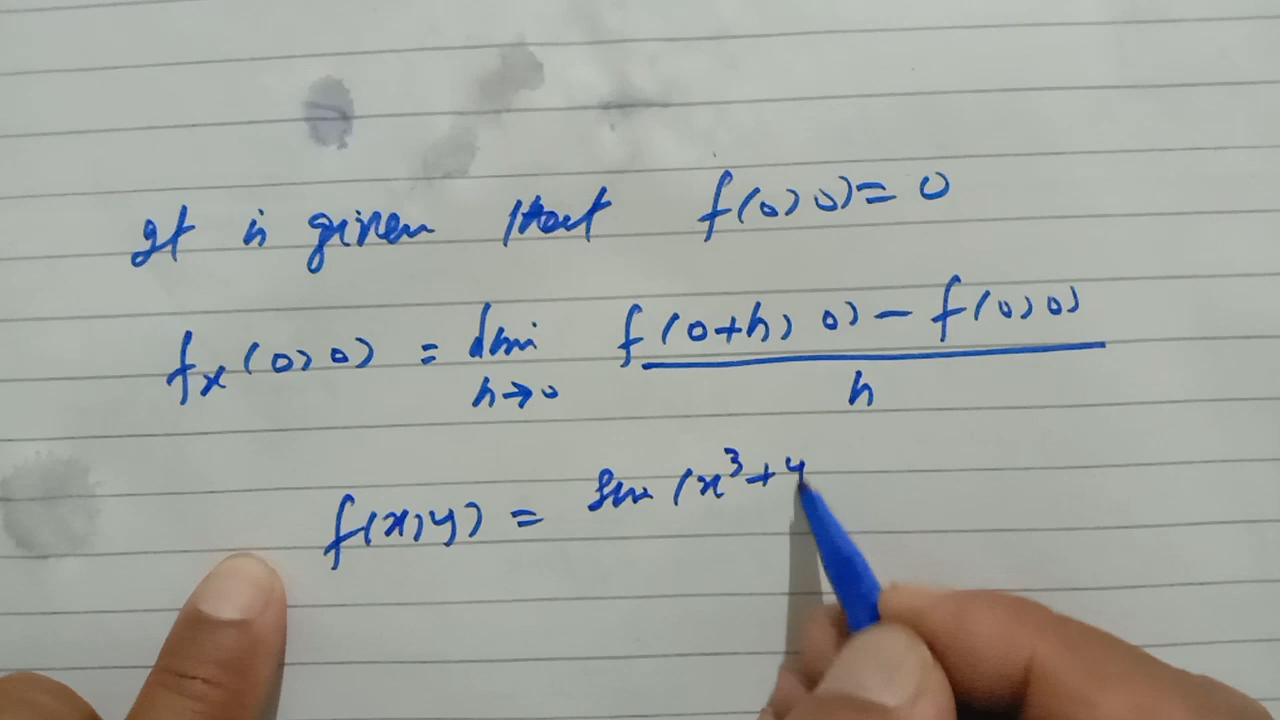 It is given that f(0,0)=0
fx(0,0) = lim h→0 f(0+h,0)-f(0,0) / h
f(x,y) = sin(x³+y